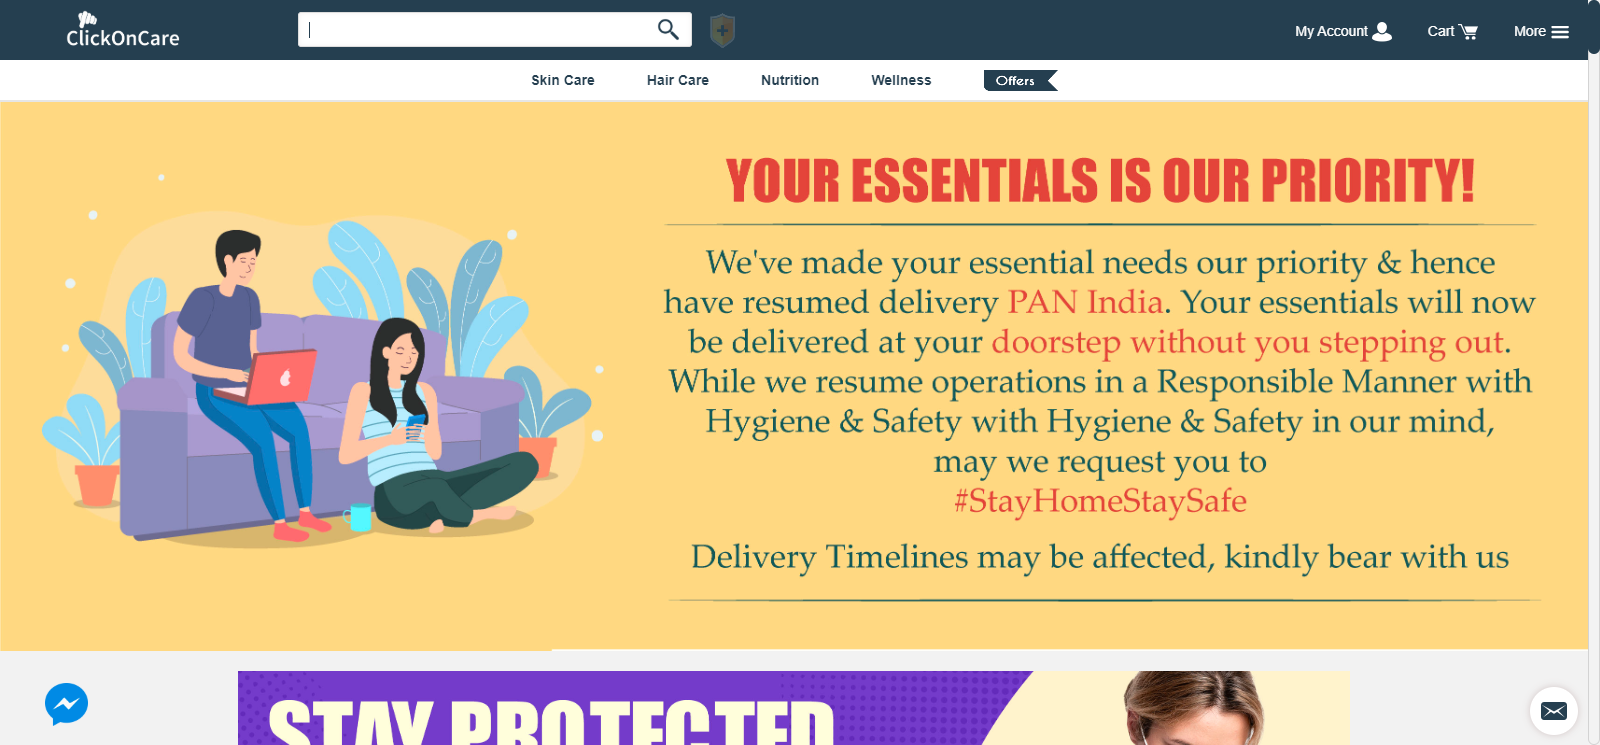 ClickOnCare
My Account
Cart
More
Skin Care
Hair Care
Nutrition
Wellness
Offers
YOUR ESSENTIALS IS OUR PRIORITY!
We've made your essential needs our priority & hence
have resumed delivery PAN India. Your essentials will now
be delivered at your doorstep without you stepping out.
While we resume operations in a Responsible Manner with
Hygiene & Safety with Hygiene & Safety in our mind,
may we request you to
#StayHomeStaySafe
Delivery Timelines may be affected, kindly bear with us
STAY PROTECTED